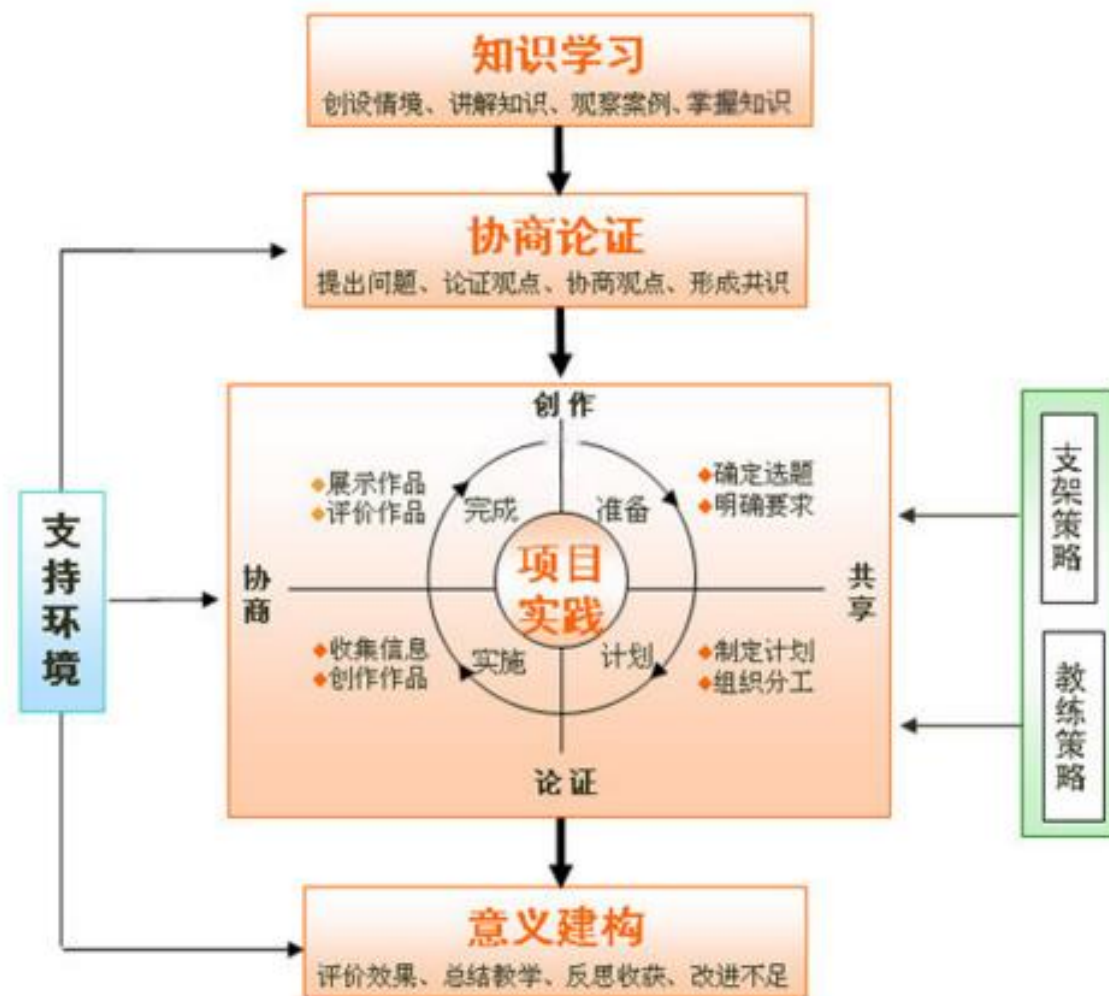 知识学习
创设情境、讲解知识、观察案例、掌握知识
协商论证
提出问题、论证观点、协商观点、形成共识
创作
展示作品
评价作品
完成
准备
确定选题
明确要求
支架策略
支持环境
协商
项目
实践
共享
收集信息
创作作品
实施
计划
制定计划
组织分工
教练策略
论证
意义建构
评价效果、总结教学、反思收获、改进不足